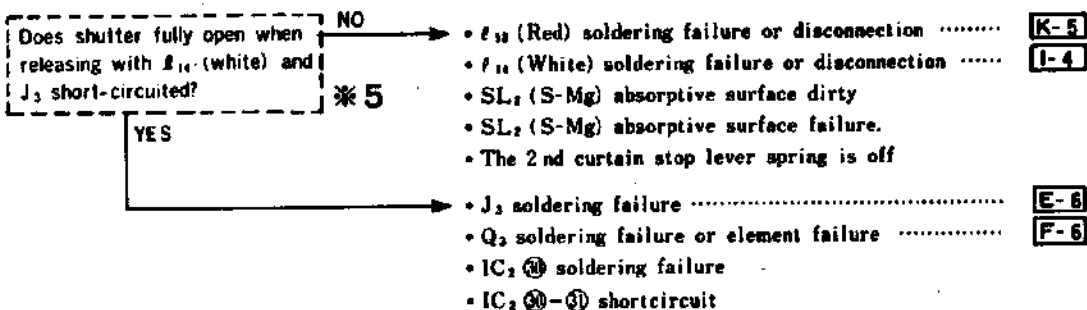 Does shutter fully open when
releasing with ℓ₁₄ (white) and
J₃ short-circuited?
※5
NO
• ℓ₁₃ (Red) soldering failure or disconnection ········· K-5
• ℓ₁₄ (White) soldering failure or disconnection ······ I-4
• SL₂ (S-Mg) absorptive surface dirty
• SL₂ (S-Mg) absorptive surface failure.
• The 2nd curtain stop lever spring is off
YES
• J₃ soldering failure ········· E-6
• Q₃ soldering failure or element failure ········· F-6
• IC₂ ㉚ soldering failure
• IC₂ ㉚-㉛ shortcircuit